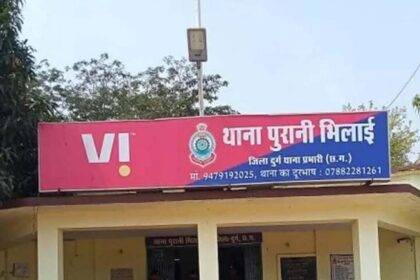 VI
थाना पुरानी भिलाई
जिला दुर्ग थाना प्रभारी (छ.ग.)
मा. 9479192025, थाना का दूरभाष : 07882281261
थाना पुरानी भिलाई जिला-दुर्ग, छ.ग.